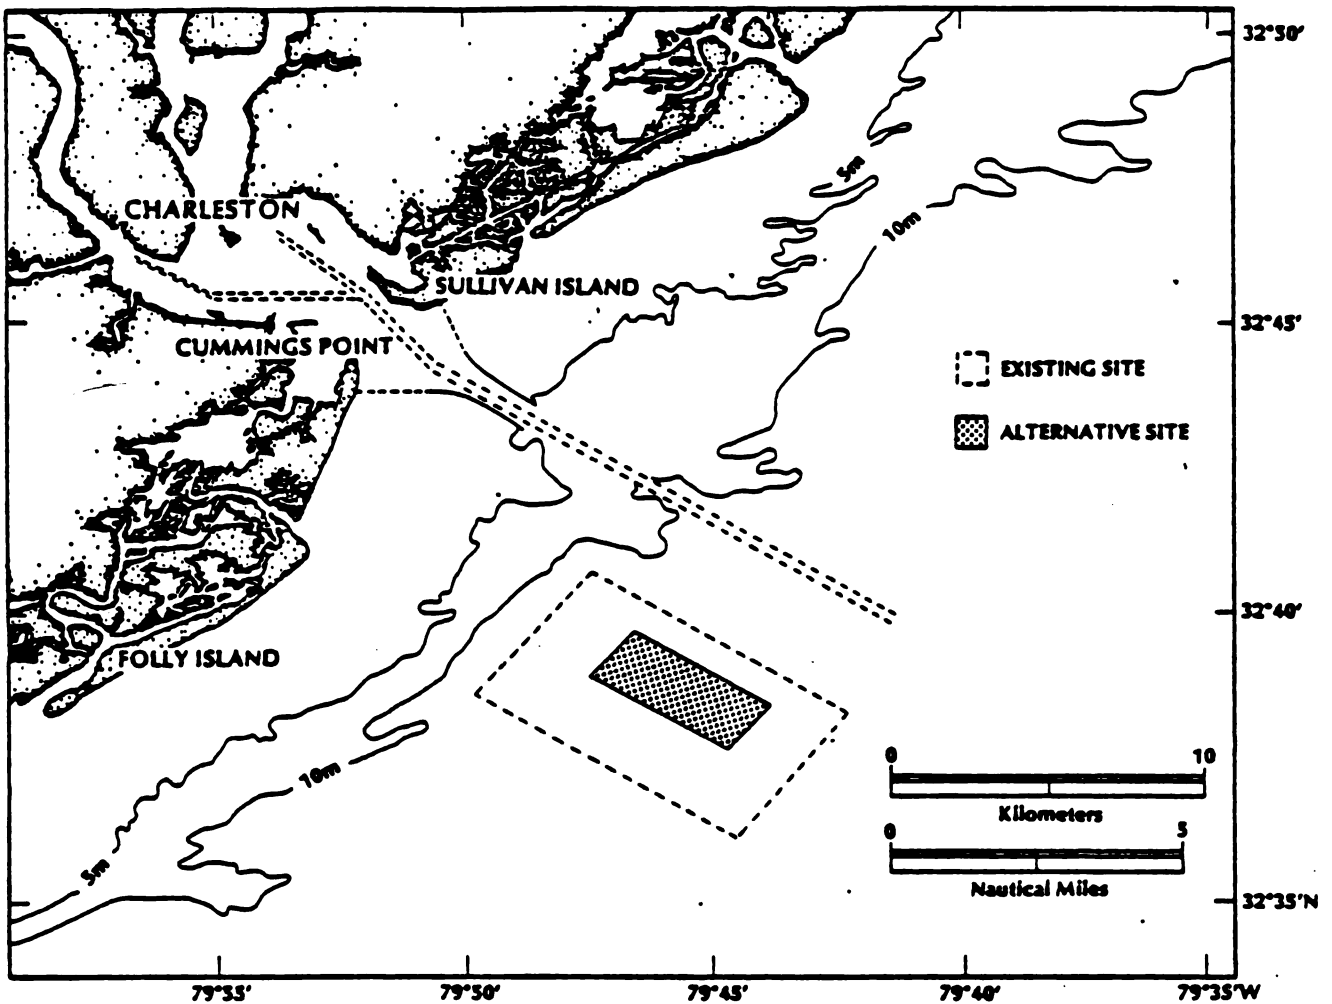 32°50'
5m
CHARLESTON
10m
SULLIVAN ISLAND
32°45'
CUMMINGS POINT
EXISTING SITE
ALTERNATIVE SITE
32°40'
FOLLY ISLAND
0 10
10m
Kilometers
0 5
5m
Nautical Miles
32°35'N
79°55' 79°50' 79°45' 79°40' 79°35'W